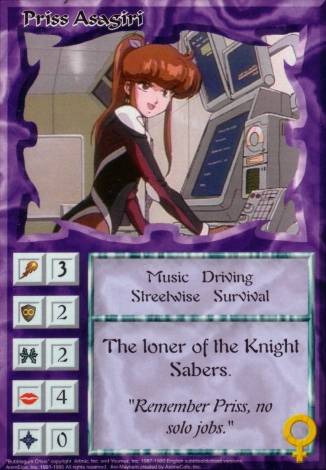 Priss Asagiri
3
2
2
4
0
Music Driving
Streetwise Survival
The loner of the Knight
Sabers.
"Remember Priss, no
solo jobs."